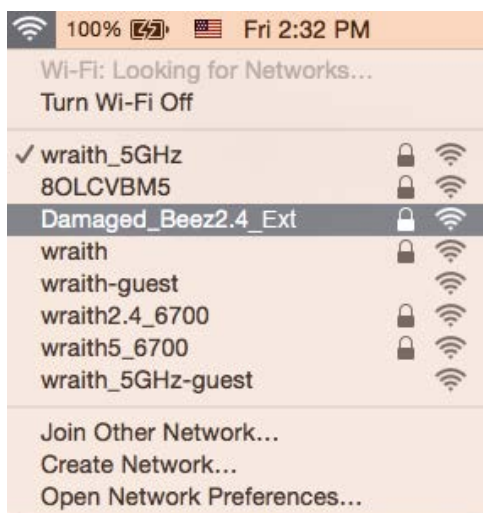 100% Fri 2:32 PM
Wi-Fi: Looking for Networks...
Turn Wi-Fi Off
wraith_5GHz
8OLCVBM5
Damaged_Beez2.4_Ext
wraith
wraith-guest
wraith2.4_6700
wraith5_6700
wraith_5GHz-guest
Join Other Network...
Create Network...
Open Network Preferences...